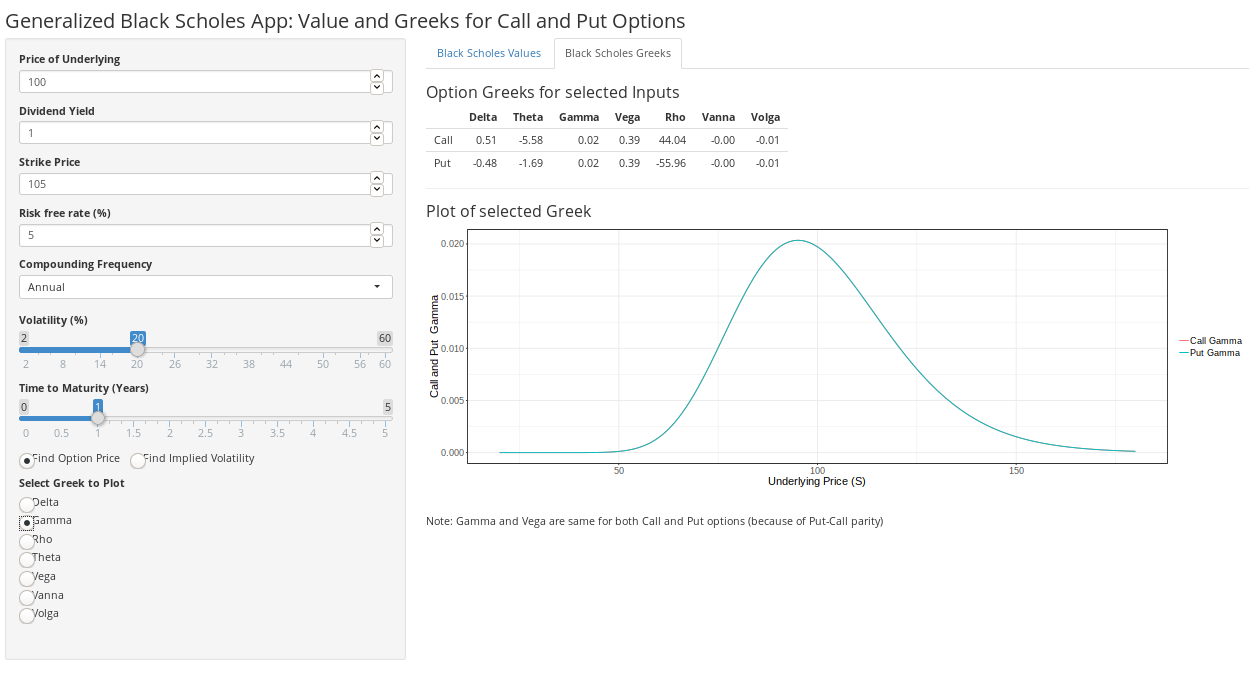 Generalized Black Scholes App: Value and Greeks for Call and Put Options
Price of Underlying
100
Dividend Yield
1
Strike Price
105
Risk free rate (%)
5
Compounding Frequency
Annual
Volatility (%)
2 20 60
2 8 14 20 26 32 38 44 50 56 60
Time to Maturity (Years)
0 1 5
0 0.5 1 1.5 2 2.5 3 3.5 4 4.5 5
Find Option Price Find Implied Volatility
Select Greek to Plot
Delta
Gamma
Rho
Theta
Vega
Vanna
Volga
Black Scholes Values Black Scholes Greeks
Option Greeks for selected Inputs
Delta Theta Gamma Vega Rho Vanna Volga
Call 0.51 -5.58 0.02 0.39 44.04 -0.00 -0.01
Put -0.48 -1.69 0.02 0.39 -55.96 -0.00 -0.01
Plot of selected Greek
Call and Put Gamma
0.020
0.015
0.010
0.005
0.000
50 100 150
Underlying Price (S)
Call Gamma
Put Gamma
Note: Gamma and Vega are same for both Call and Put options (because of Put-Call parity)